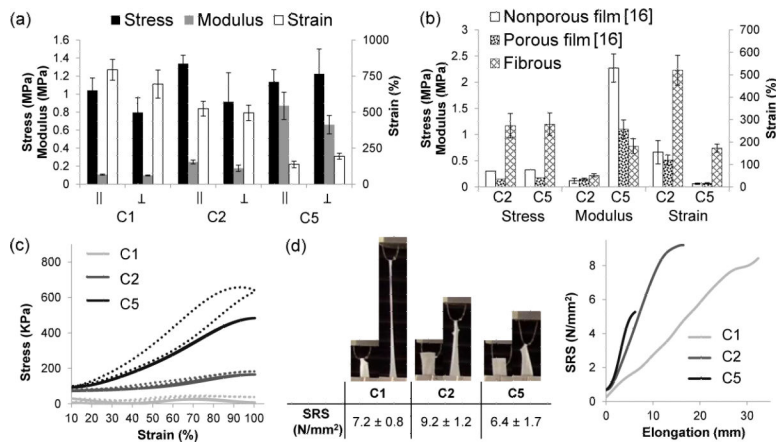 (a)
Stress
Modulus
Strain
Stress (MPa)
Modulus (MPa)
1.6
1.4
1.2
1
0.8
0.6
0.4
0.2
0
1000
750
500
250
0
Strain (%)
|| ⊥ || ⊥ || ⊥
C1 C2 C5
(b)
Nonporous film [16]
Porous film [16]
Fibrous
Stress (MPa)
Modulus (MPa)
3
2.5
2
1.5
1
0.5
0
700
600
500
400
300
200
100
0
Strain (%)
C2 C5 C2 C5 C2 C5
Stress Modulus Strain
(c)
C1
C2
C5
Stress (KPa)
800
600
400
200
0
10 20 30 40 50 60 70 80 90 100
Strain (%)
(d)
C1 C2 C5
SRS (N/mm²) 7.2 ± 0.8 9.2 ± 1.2 6.4 ± 1.7
SRS (N/mm²)
8
6
4
2
0
C1
C2
C5
0 10 20 30
Elongation (mm)